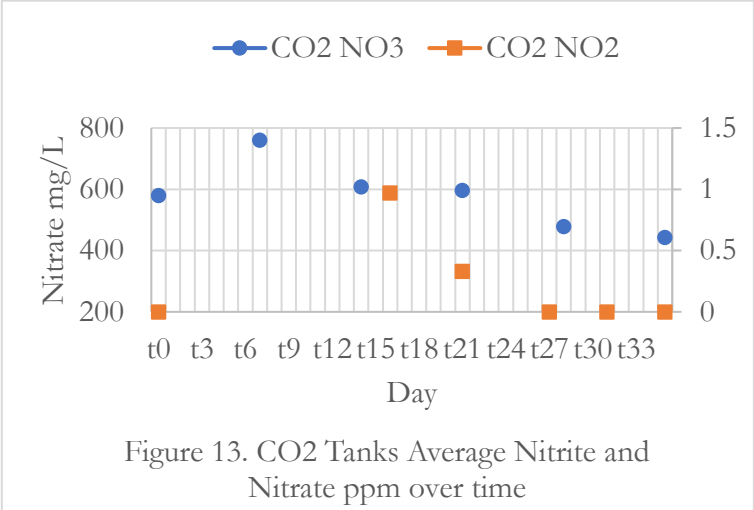 CO2 NO3 CO2 NO2
Nitrate mg/L
800 1.5
600 1
400 0.5
200 0
t0 t3 t6 t9 t12 t15 t18 t21 t24 t27 t30 t33
Day
Figure 13. CO2 Tanks Average Nitrite and
Nitrate ppm over time